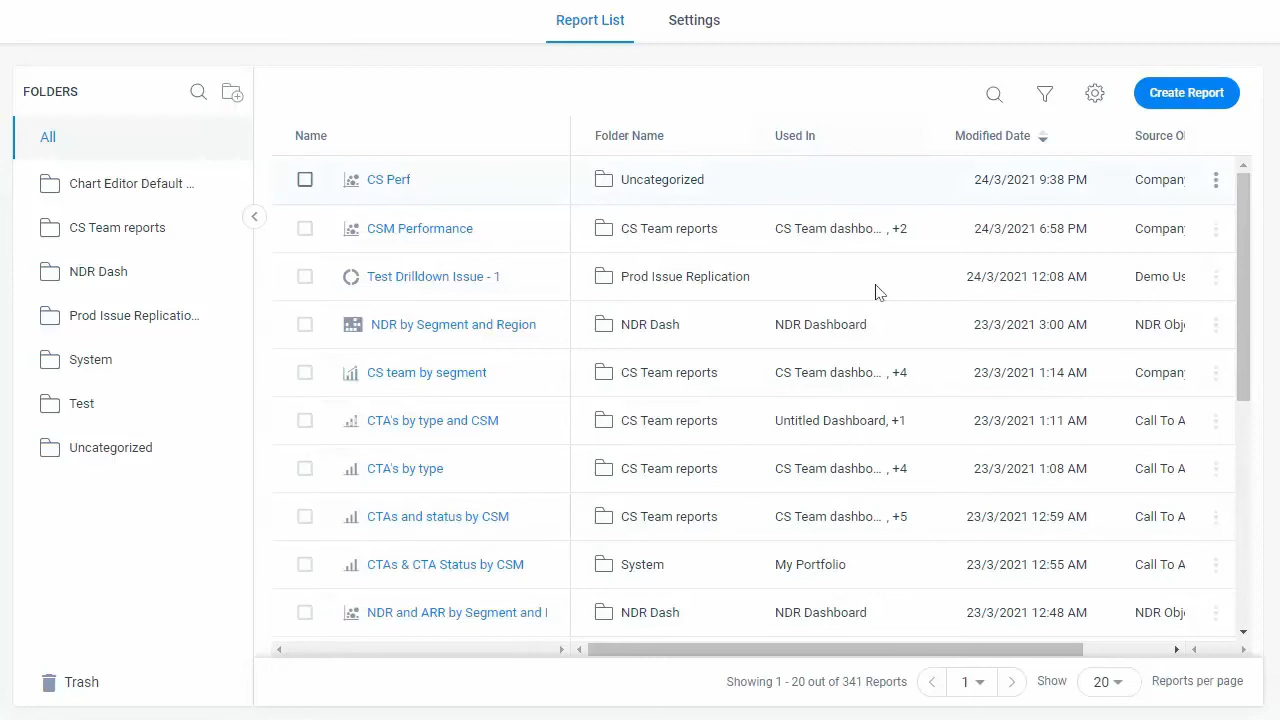 Report List Settings
FOLDERS
All
Chart Editor Default ...
CS Team reports
NDR Dash
Prod Issue Replicatio...
System
Test
Uncategorized
Trash
Create Report
Name Folder Name Used In Modified Date Source Ol
CS Perf Uncategorized 24/3/2021 9:38 PM Company
CSM Performance CS Team reports CS Team dashbo... , +2 24/3/2021 6:58 PM Company
Test Drilldown Issue - 1 Prod Issue Replication 24/3/2021 12:08 AM Demo Us
NDR by Segment and Region NDR Dash NDR Dashboard 23/3/2021 3:00 AM NDR Obj
CS team by segment CS Team reports CS Team dashbo... , +4 23/3/2021 1:14 AM Company
CTA's by type and CSM CS Team reports Untitled Dashboard, +1 23/3/2021 1:11 AM Call To A
CTA's by type CS Team reports CS Team dashbo... , +4 23/3/2021 1:08 AM Call To A
CTAs and status by CSM CS Team reports CS Team dashbo... , +5 23/3/2021 12:59 AM Call To A
CTAs & CTA Status by CSM System My Portfolio 23/3/2021 12:55 AM Call To A
NDR and ARR by Segment and NDR Dash NDR Dashboard 23/3/2021 12:48 AM NDR Obj
Showing 1 - 20 out of 341 Reports 1 Show 20 Reports per page